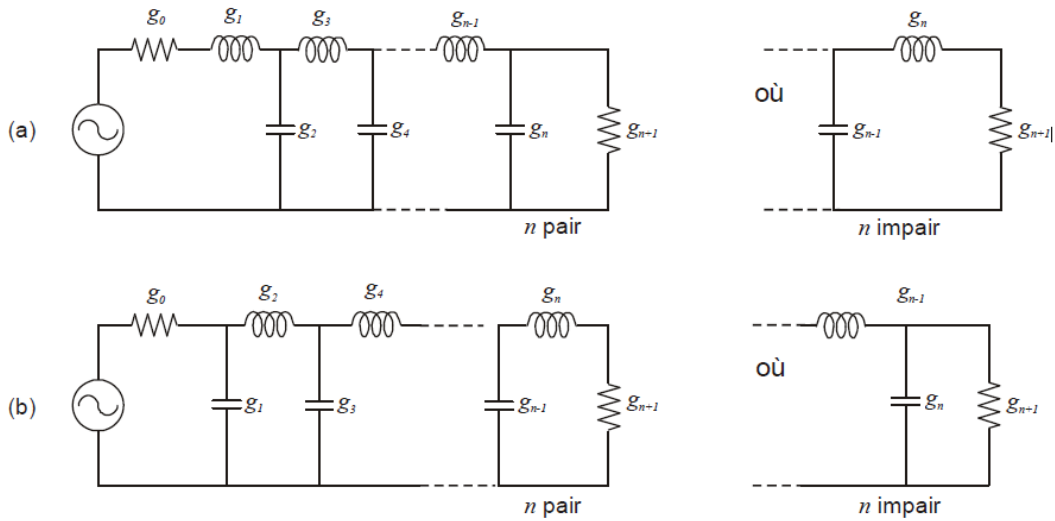 g0
g1
g3
gn-1
gn
(a)
g2
g4
gn
gn+1
où
gn-1
gn+1
n pair
n impair
g0
g2
g4
gn
gn-1
(b)
g1
g3
gn-1
gn+1
où
gn
gn+1
n pair
n impair